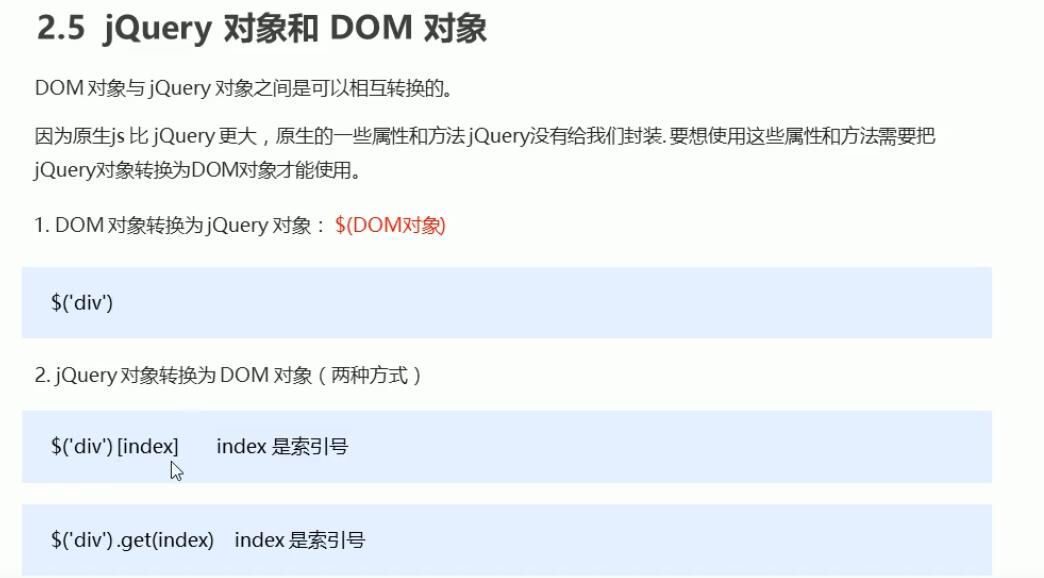 2.5 jQuery 对象和 DOM 对象
DOM 对象与 jQuery 对象之间是可以相互转换的。
因为原生js 比 jQuery 更大，原生的一些属性和方法 jQuery没有给我们封装. 要想使用这些属性和方法需要把
jQuery对象转换为DOM对象才能使用。
1. DOM 对象转换为 jQuery 对象： $(DOM对象)
$('div')
2. jQuery 对象转换为 DOM 对象（两种方式）
$('div') [index] index 是索引号
$('div') .get(index) index 是索引号